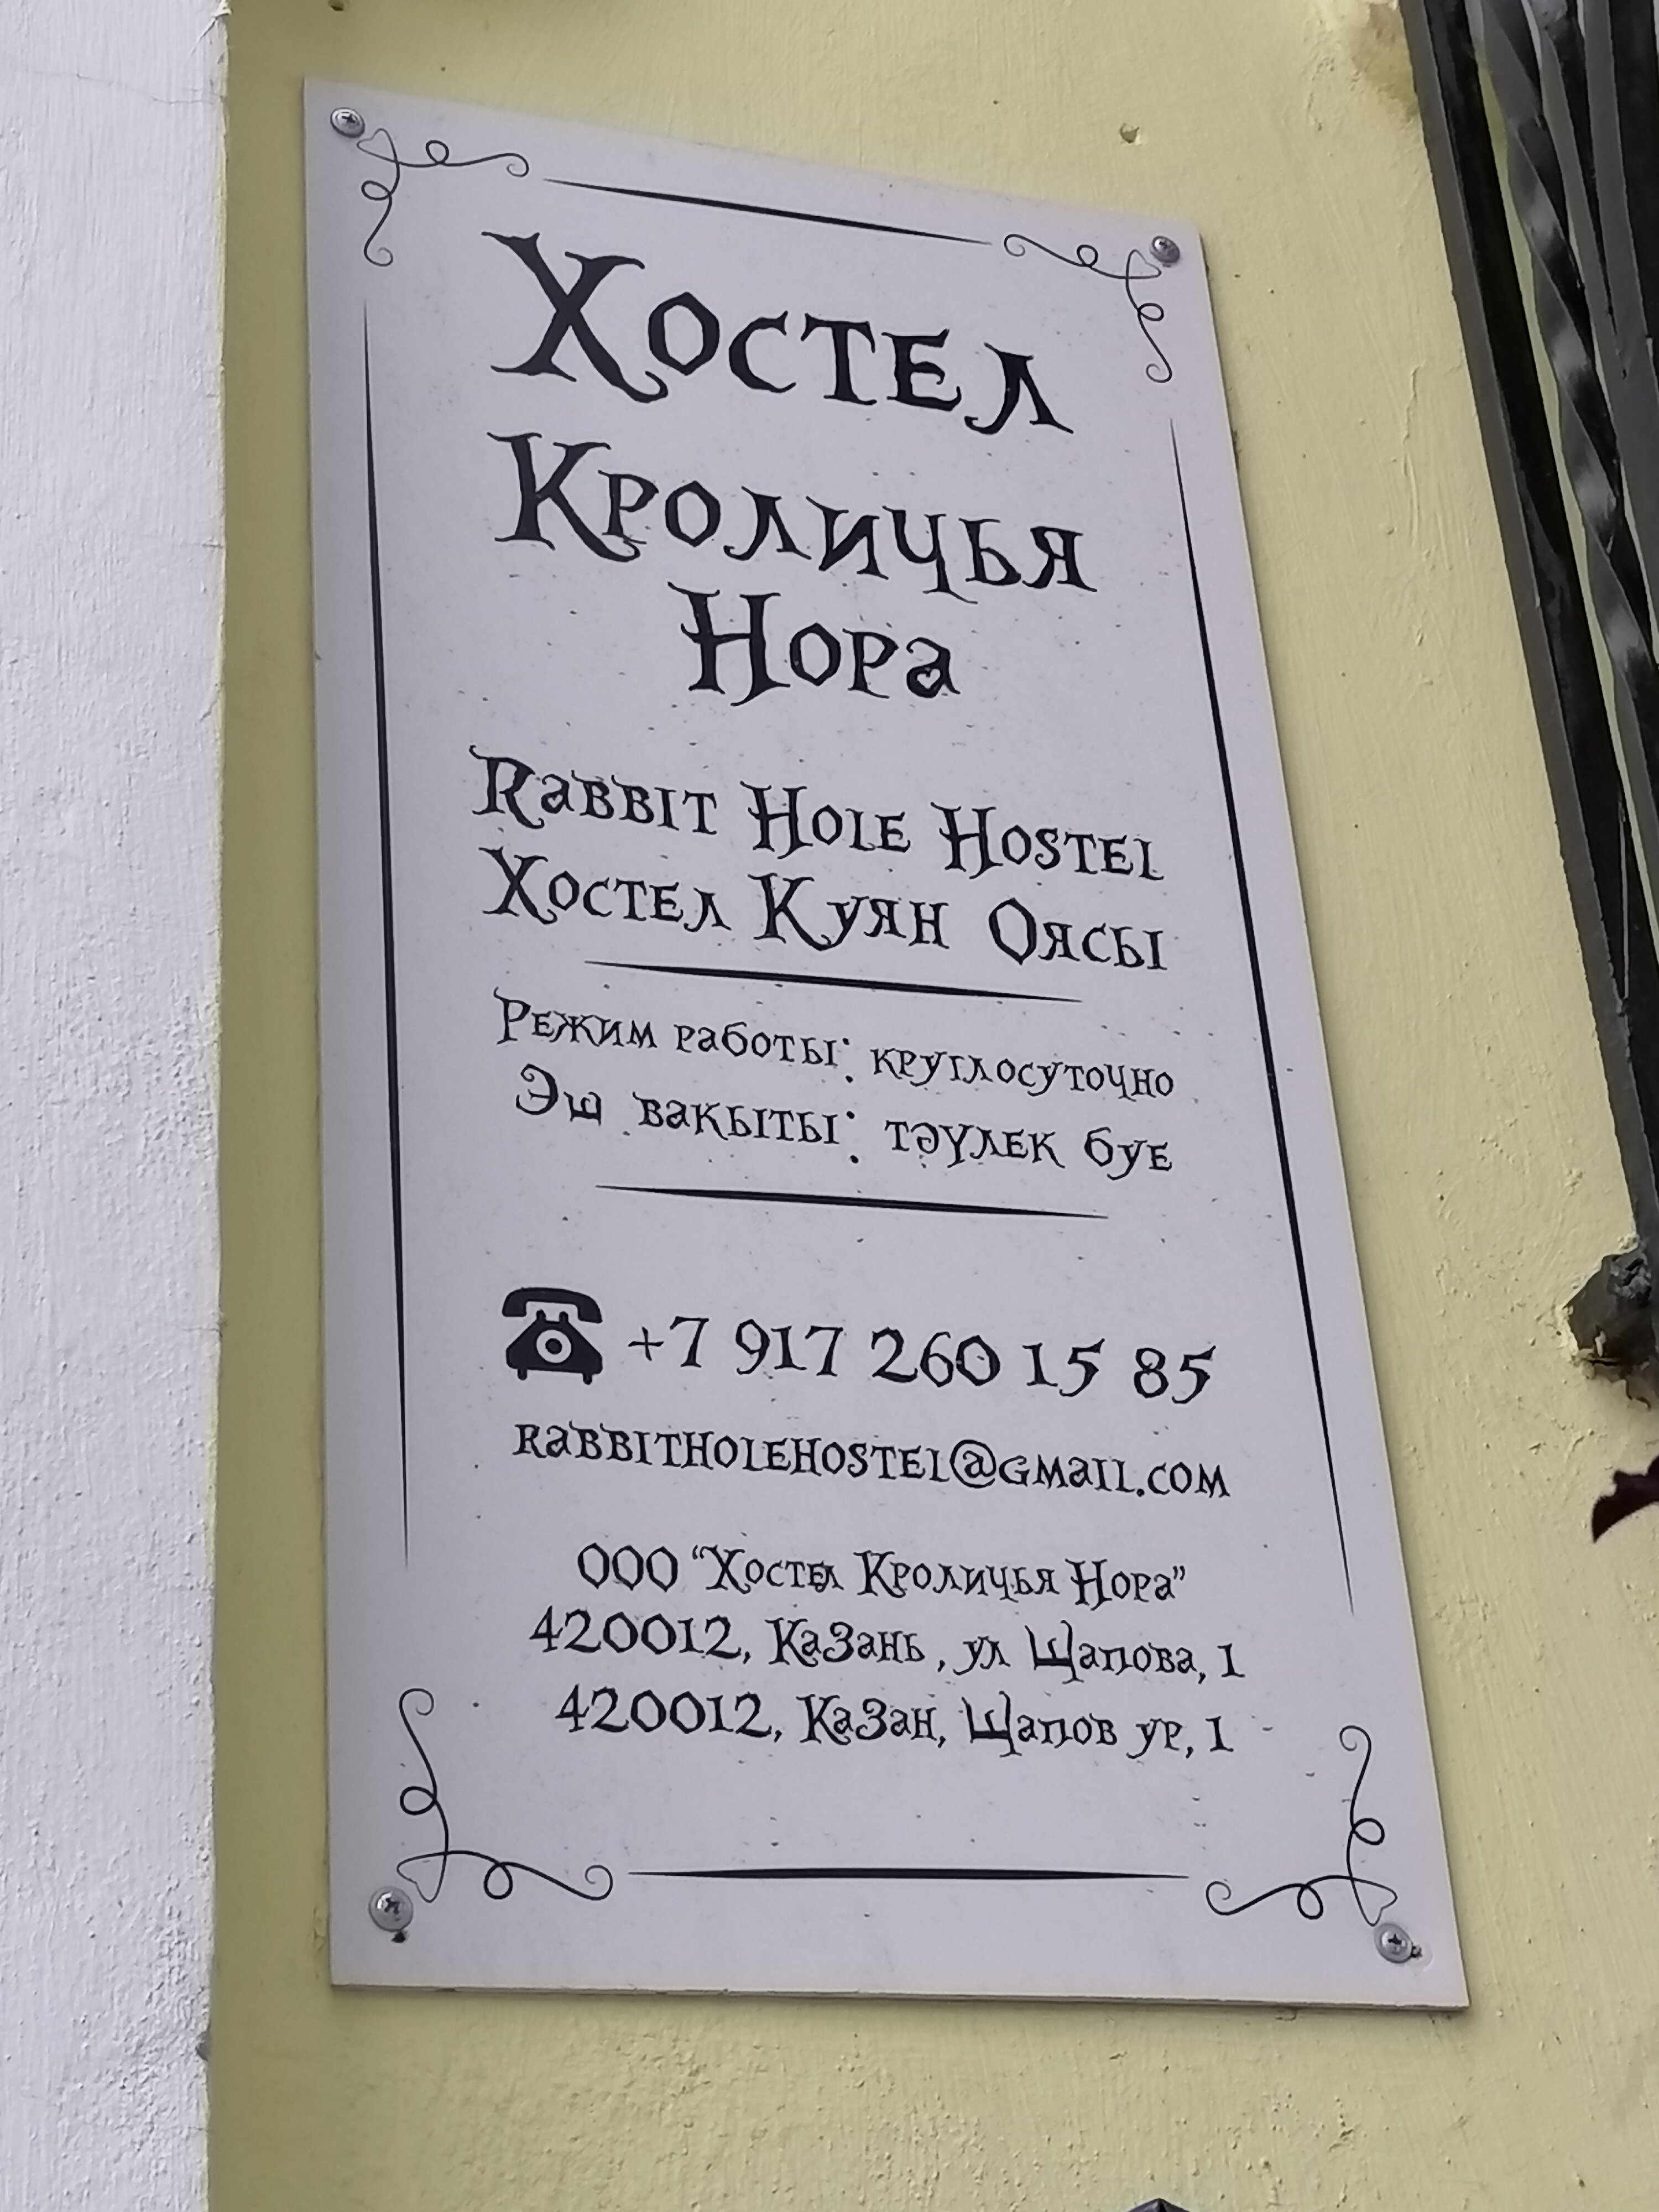 Хостел
Кроличья
Нора
Rabbit Hole Hostel
Хостел Куян Оясы
Режим работы: круглосуточно
Эш вакыты: тәүлек буе
+7 917 260 15 85
rabbitholehostel@gmail.com
ООО "Хостел Кроличья Нора"
420012, Казань, ул Щапова, 1
420012, Казан, Щапов ур, 1